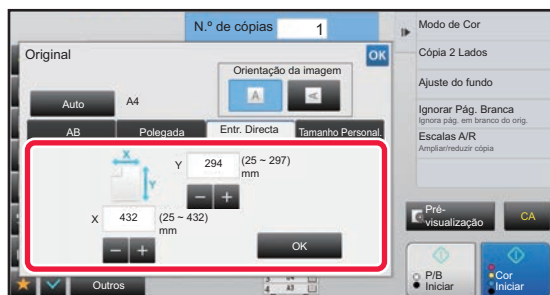 N.º de cópias
1
Original
OK
Orientação da imagem
A
A
Auto
A4
AB
Polegada
Entr. Directa
Tamanho Personal.
X
Y
Y
294
(25 ~ 297)
mm
X
432
(25 ~ 432)
mm
OK
Outros
Modo de Cor
Cópia 2 Lados
Ajuste do fundo
Ignorar Pág. Branca
Ignora pág. em branco do orig.
Escalas A/R
Ampliar/reduzir cópia
Pré-
visualização
CA
P/B
Iniciar
Cor
Iniciar